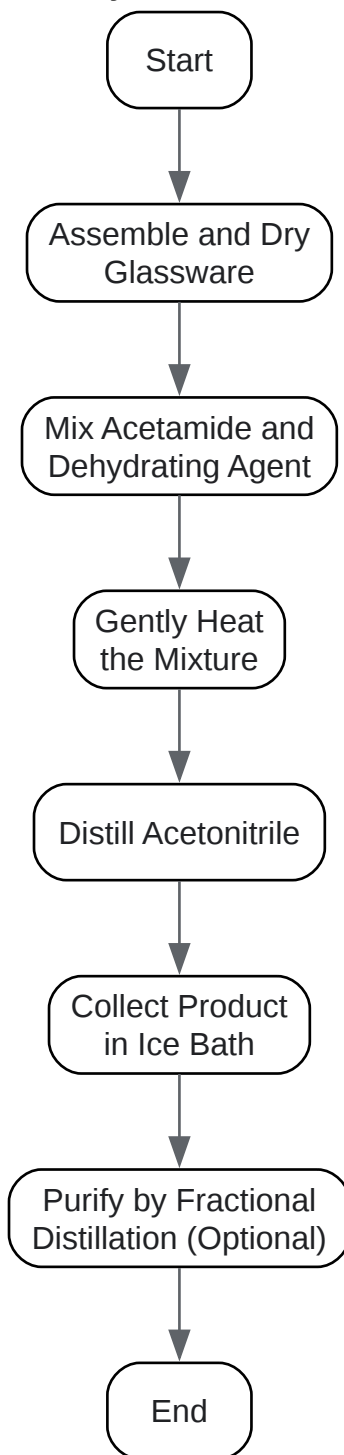 Start
Assemble and Dry
Glassware
Mix Acetamide and
Dehydrating Agent
Gently Heat
the Mixture
Distill Acetonitrile
Collect Product
in Ice Bath
Purify by Fractional
Distillation (Optional)
End